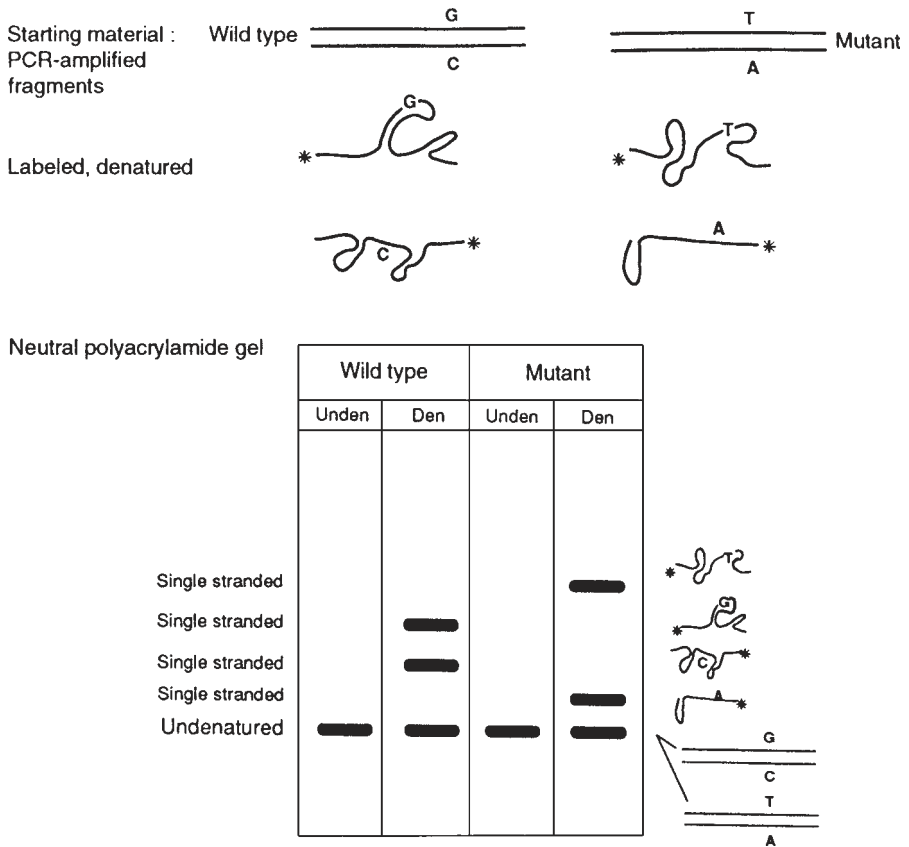 G
T
Starting material :
Wild type
Mutant
PCR-amplified
C
A
fragments
G
T
*
*
Labeled, denatured
A
C
*
*
Neutral polyacrylamide gel
Wild type
Mutant
Unden
Den
Unden
Den
Single stranded
* T
Single stranded
* G
Single stranded
C *
Single stranded
A *
Undenatured
G
C
T
A